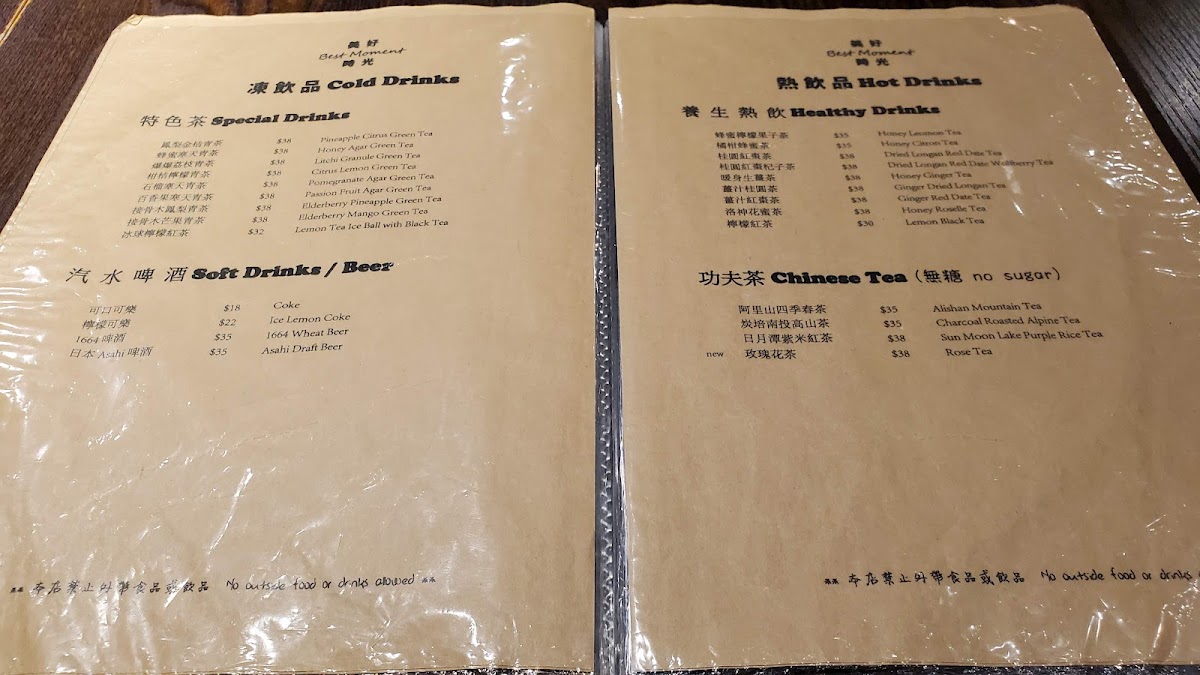 美好
Best Moment
時光
凍飲品 Cold Drinks
特色茶 Special Drinks
鳳梨金桔青茶 $38 Pineapple Citrus Green Tea
蜂蜜寒天青茶 $38 Honey Agar Green Tea
爆爆荔枝青茶 $38 Litchi Granule Green Tea
柑桔檸檬青茶 $38 Citrus Lemon Green Tea
石榴寒天青茶 $38 Pomegranate Agar Green Tea
百香果寒天青茶 $38 Passion Fruit Agar Green Tea
接骨木鳳梨青茶 $38 Elderberry Pineapple Green Tea
接骨木芒果青茶 $38 Elderberry Mango Green Tea
冰球檸檬紅茶 $32 Lemon Tea Ice Ball with Black Tea
汽水啤酒 Soft Drinks / Beer
可口可樂 $18 Coke
檸檬可樂 $22 Ice Lemon Coke
1664 啤酒 $35 1664 Wheat Beer
日本 Asahi 啤酒 $35 Asahi Draft Beer
本店禁止外帶食品或飲品 No outside food or drinks allowed
美好
Best Moment
時光
熱飲品 Hot Drinks
養生熱飲 Healthy Drinks
蜂蜜檸檬果子茶 $35 Honey Lemmon Tea
橘柑蜂蜜茶 $35 Honey Citron Tea
桂圓紅棗茶 $38 Dried Longan Red Date Tea
桂圓紅棗杞子茶 $38 Dried Longan Red Date Wolfberry Tea
暖身生薑茶 $38 Honey Ginger Tea
薑汁桂圓茶 $38 Ginger Dried Longan Tea
薑汁紅棗茶 $38 Ginger Red Date Tea
洛神花蜜茶 $38 Honey Roselle Tea
檸檬紅茶 $30 Lemon Black Tea
功夫茶 Chinese Tea (無糖 no sugar)
阿里山四季春茶 $35 Alishan Mountain Tea
炭培南投高山茶 $35 Charcoal Roasted Alpine Tea
日月潭紫米紅茶 $38 Sun Moon Lake Purple Rice Tea
new 玫瑰花茶 $38 Rose Tea
本店禁止外帶食品或飲品 No outside food or drinks